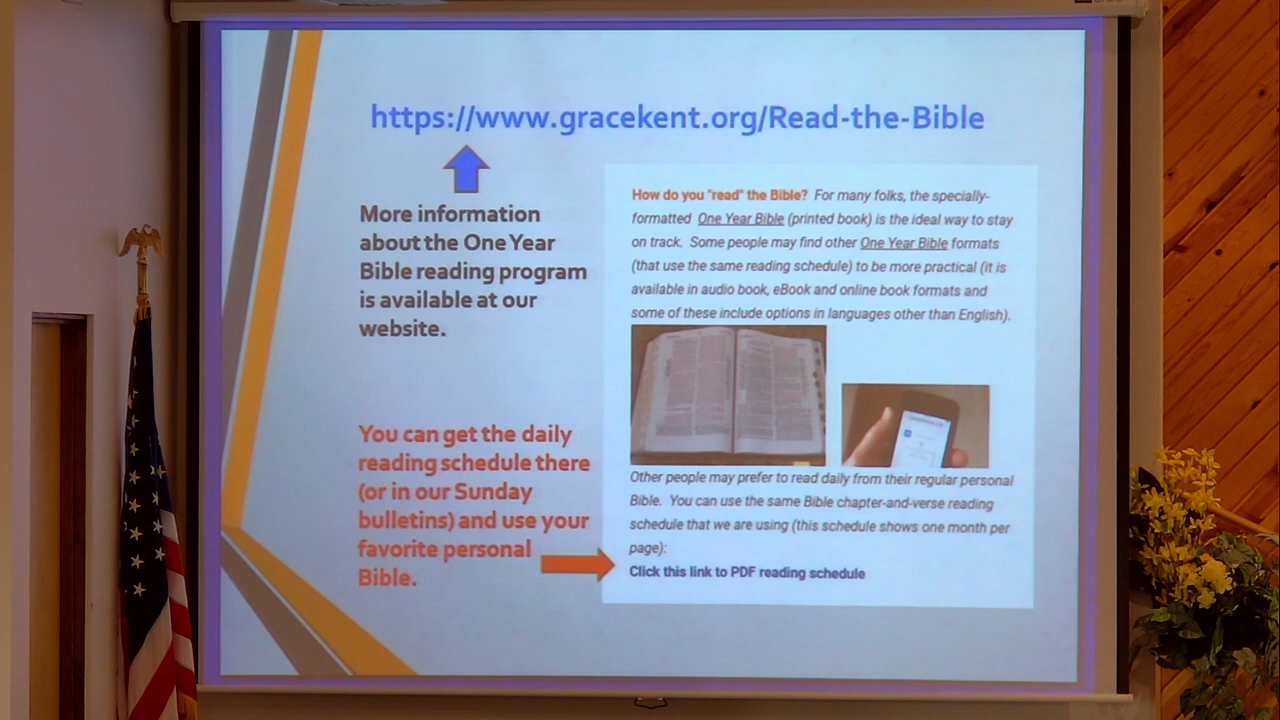 https://www.gracekent.org/Read-the-Bible
More information
about the One Year
Bible reading program
is available at our
website.
You can get the daily
reading schedule there
(or in our Sunday
bulletins) and use your
favorite personal
Bible.
How do you "read" the Bible? For many folks, the specially-
formatted One Year Bible (printed book) is the ideal way to stay
on track. Some people may find other One Year Bible formats
(that use the same reading schedule) to be more practical (it is
available in audio book, eBook and online book formats and
some of these include options in languages other than English).
Other people may prefer to read daily from their regular personal
Bible. You can use the same Bible chapter-and-verse reading
schedule that we are using (this schedule shows one month per
page):
Click this link to PDF reading schedule